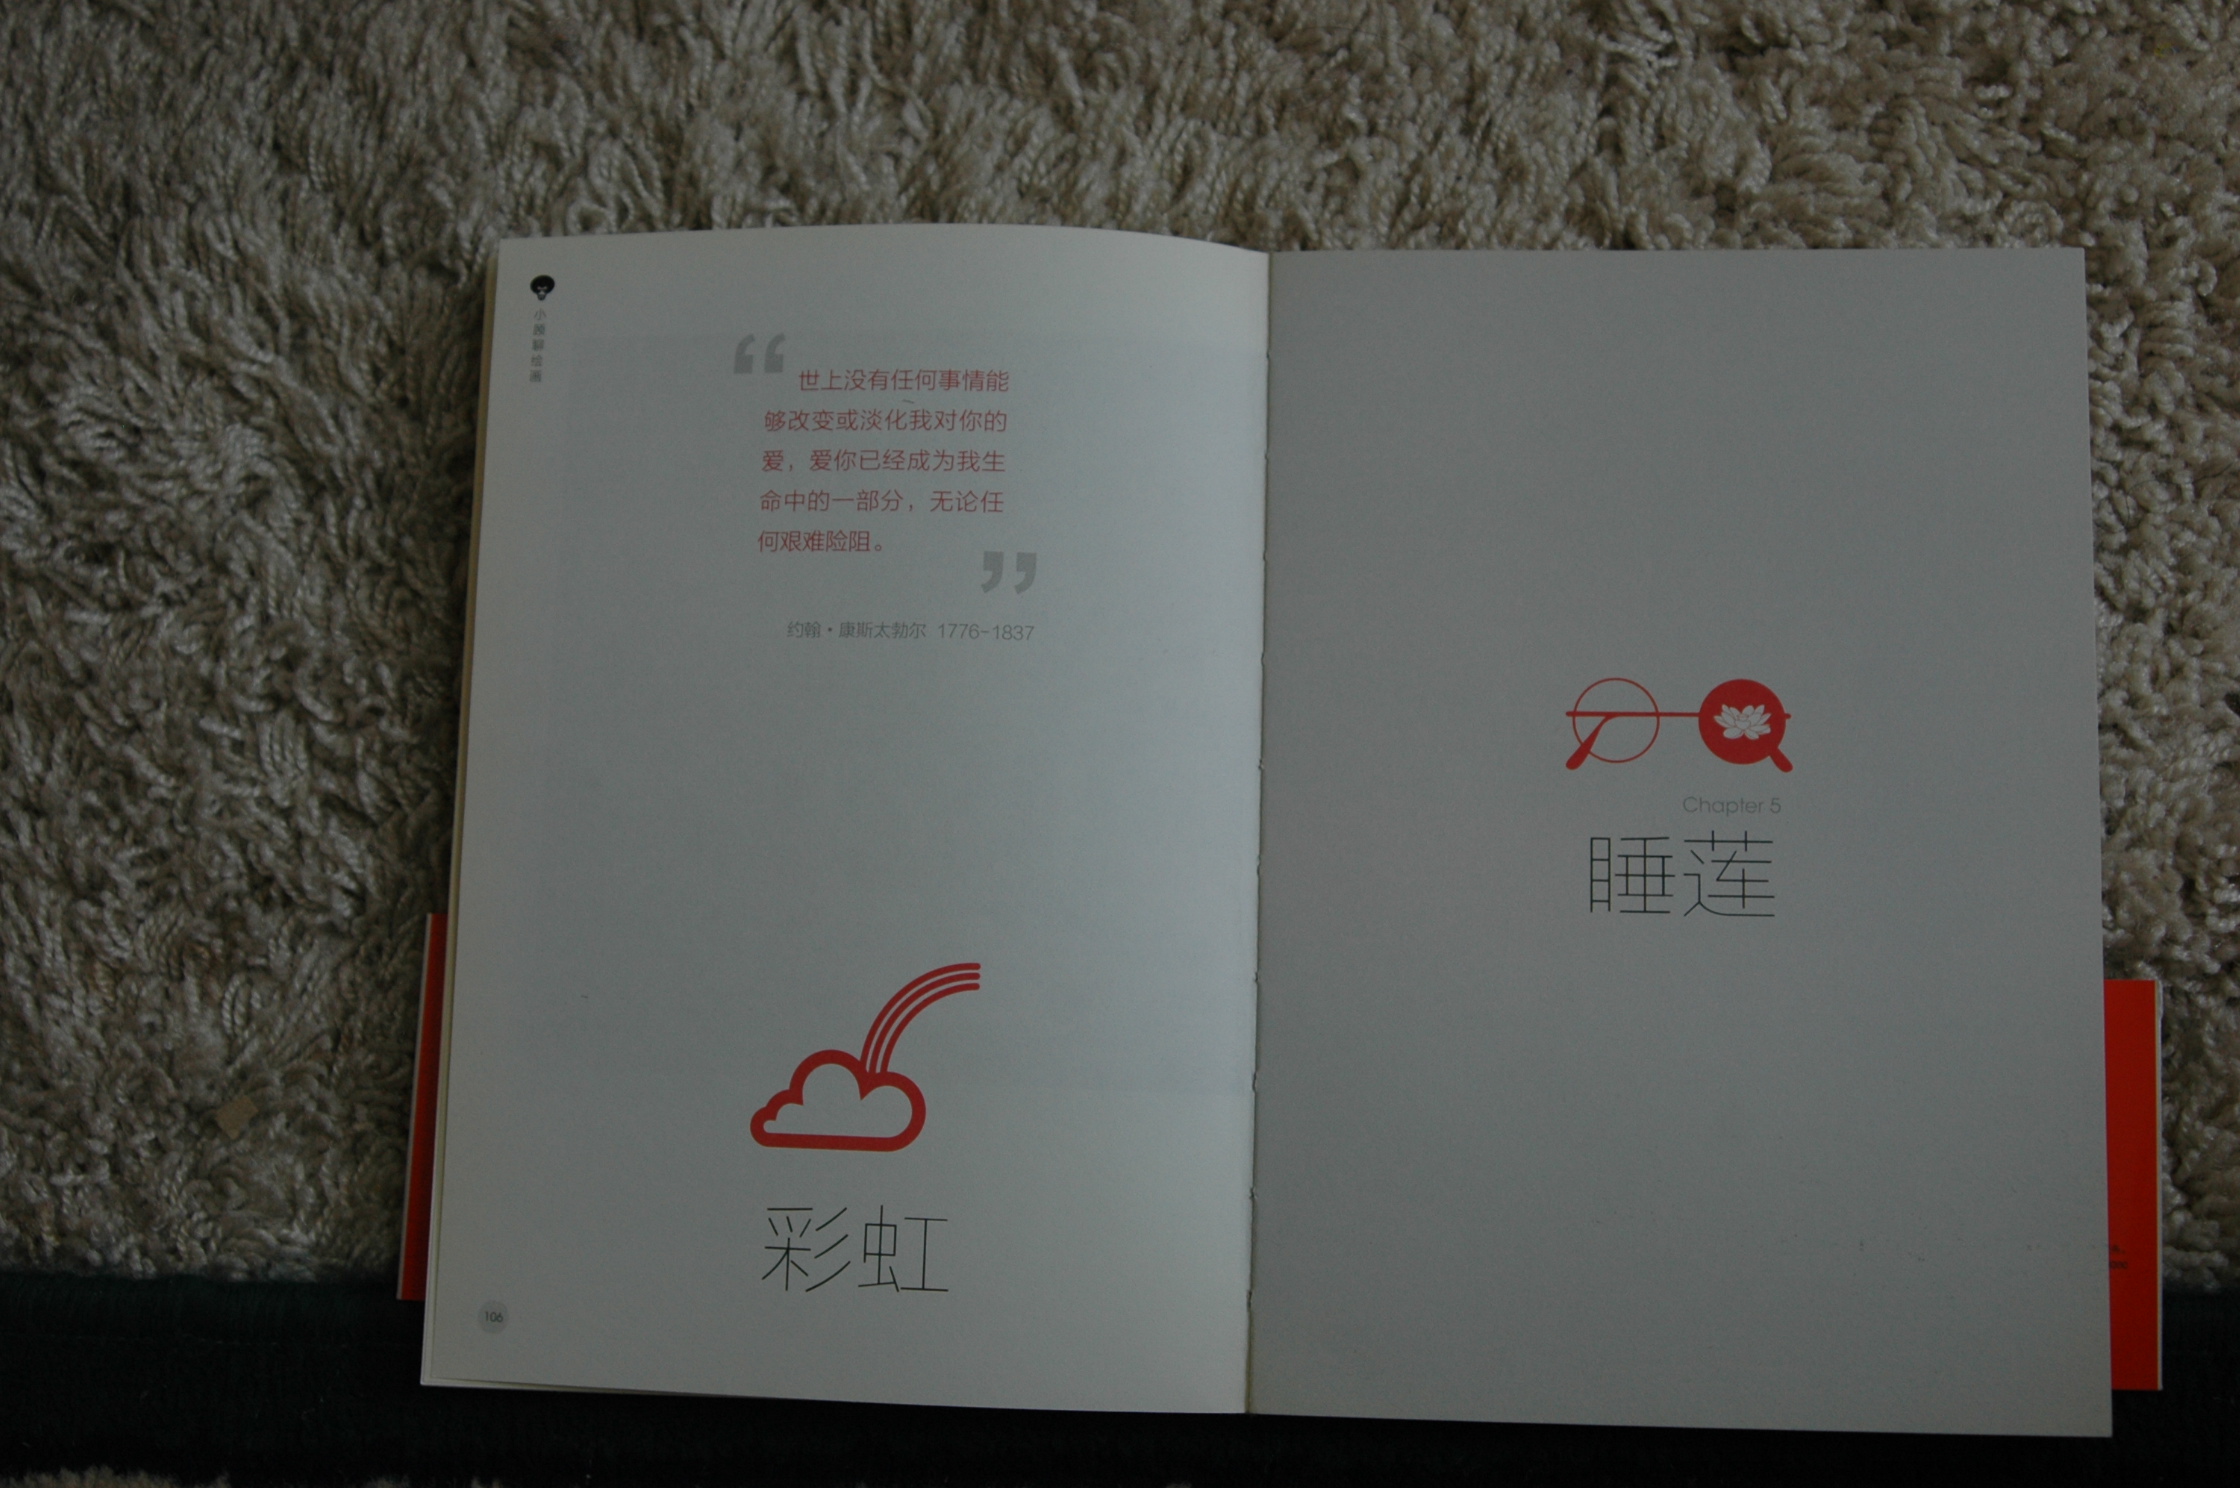 小顾聊绘画
世上没有任何事情能
够改变或淡化我对你的
爱，爱你已经成为我生
命中的一部分，无论任
何艰难险阻。
约翰·康斯太勃尔 1776-1837
彩虹
106
Chapter 5
睡莲